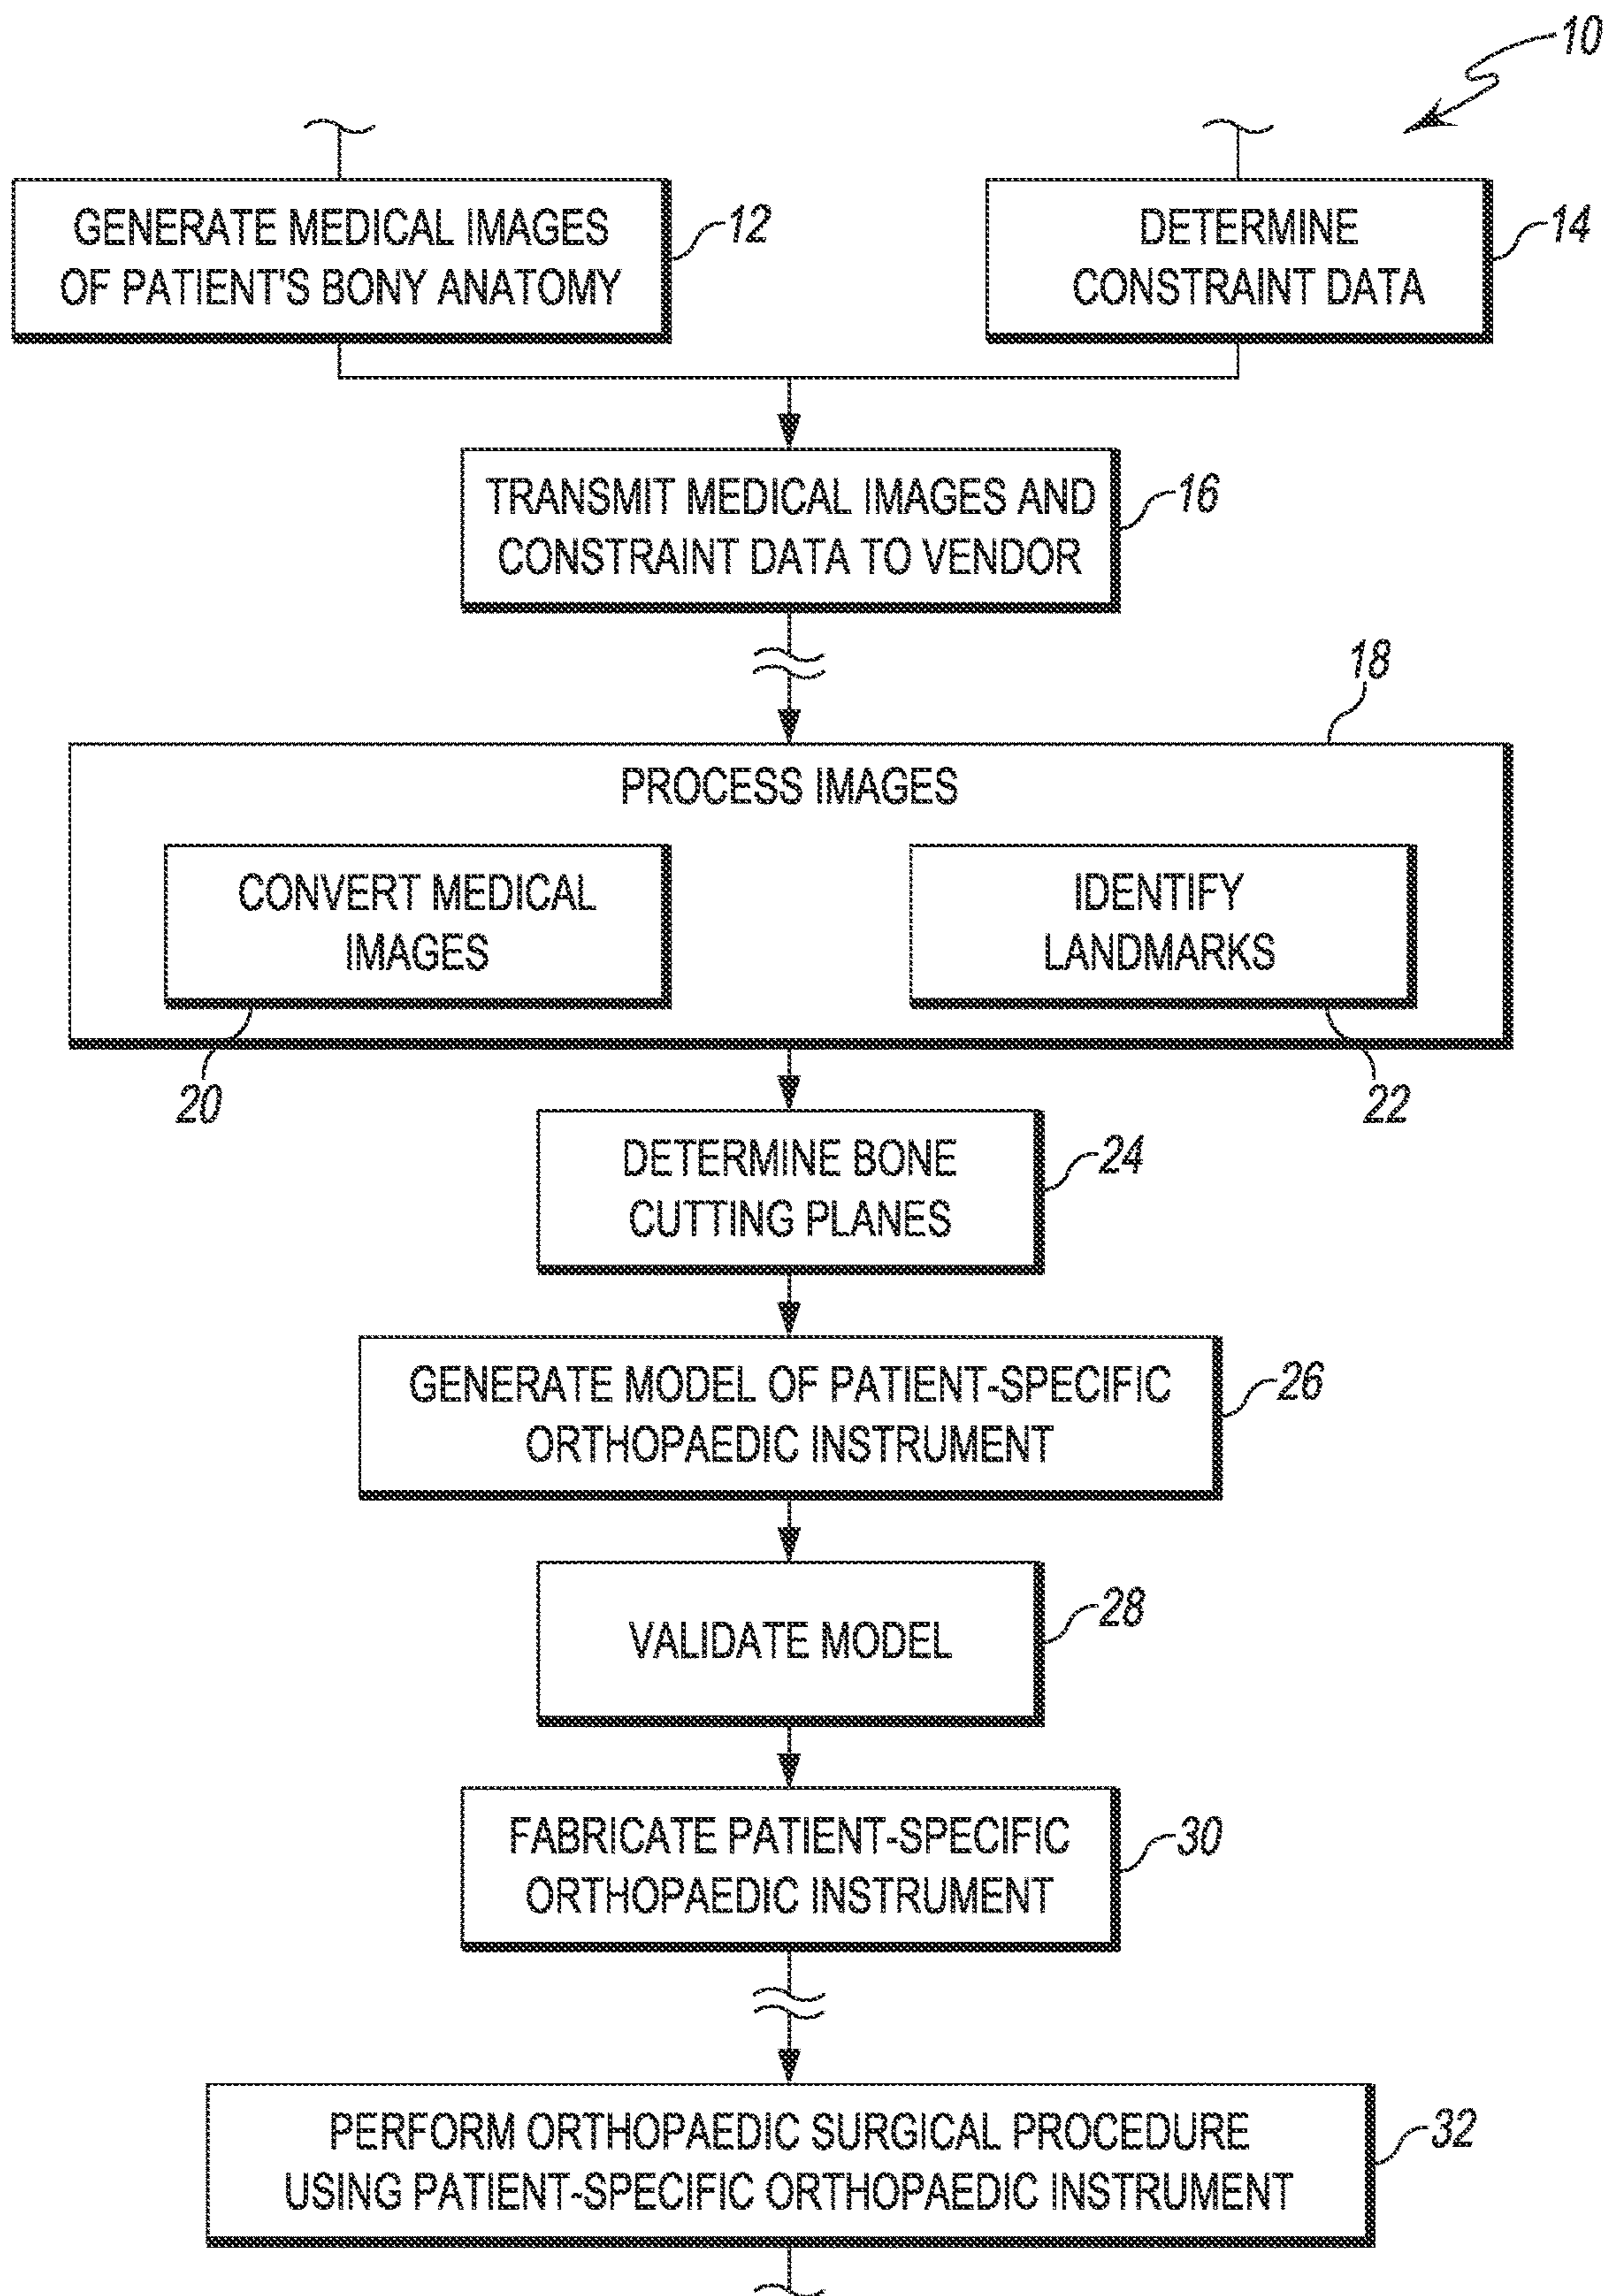 10
GENERATE MEDICAL IMAGES
OF PATIENT'S BONY ANATOMY
12
DETERMINE
CONSTRAINT DATA
14
TRANSMIT MEDICAL IMAGES AND
CONSTRAINT DATA TO VENDOR
16
18
PROCESS IMAGES
CONVERT MEDICAL
IMAGES
20
IDENTIFY
LANDMARKS
22
DETERMINE BONE
CUTTING PLANES
24
GENERATE MODEL OF PATIENT-SPECIFIC
ORTHOPAEDIC INSTRUMENT
26
VALIDATE MODEL
28
FABRICATE PATIENT-SPECIFIC
ORTHOPAEDIC INSTRUMENT
30
PERFORM ORTHOPAEDIC SURGICAL PROCEDURE
USING PATIENT-SPECIFIC ORTHOPAEDIC INSTRUMENT
32